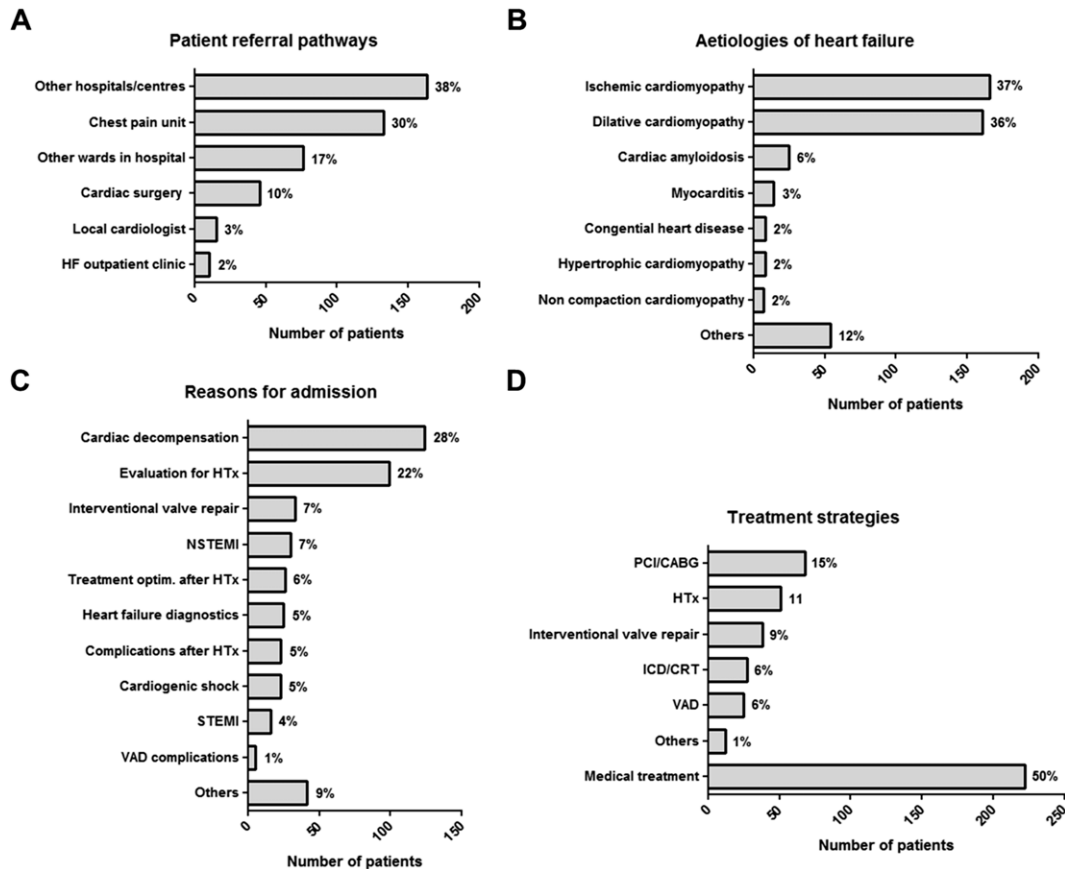 A
Patient referral pathways
Other hospitals/centres 38%
Chest pain unit 30%
Other wards in hospital 17%
Cardiac surgery 10%
Local cardiologist 3%
HF outpatient clinic 2%
0 50 100 150 200
Number of patients
B
Aetiologies of heart failure
Ischemic cardiomyopathy 37%
Dilative cardiomyopathy 36%
Cardiac amyloidosis 6%
Myocarditis 3%
Congential heart disease 2%
Hypertrophic cardiomyopathy 2%
Non compaction cardiomyopathy 2%
Others 12%
0 50 100 150 200
Number of patients
C
Reasons for admission
Cardiac decompensation 28%
Evaluation for HTx 22%
Interventional valve repair 7%
NSTEMI 7%
Treatment optim. after HTx 6%
Heart failure diagnostics 5%
Complications after HTx 5%
Cardiogenic shock 5%
STEMI 4%
VAD complications 1%
Others 9%
0 50 100 150
Number of patients
D
Treatment strategies
PCI/CABG 15%
HTx 11
Interventional valve repair 9%
ICD/CRT 6%
VAD 6%
Others 1%
Medical treatment 50%
0 50 100 150 200 250
Number of patients